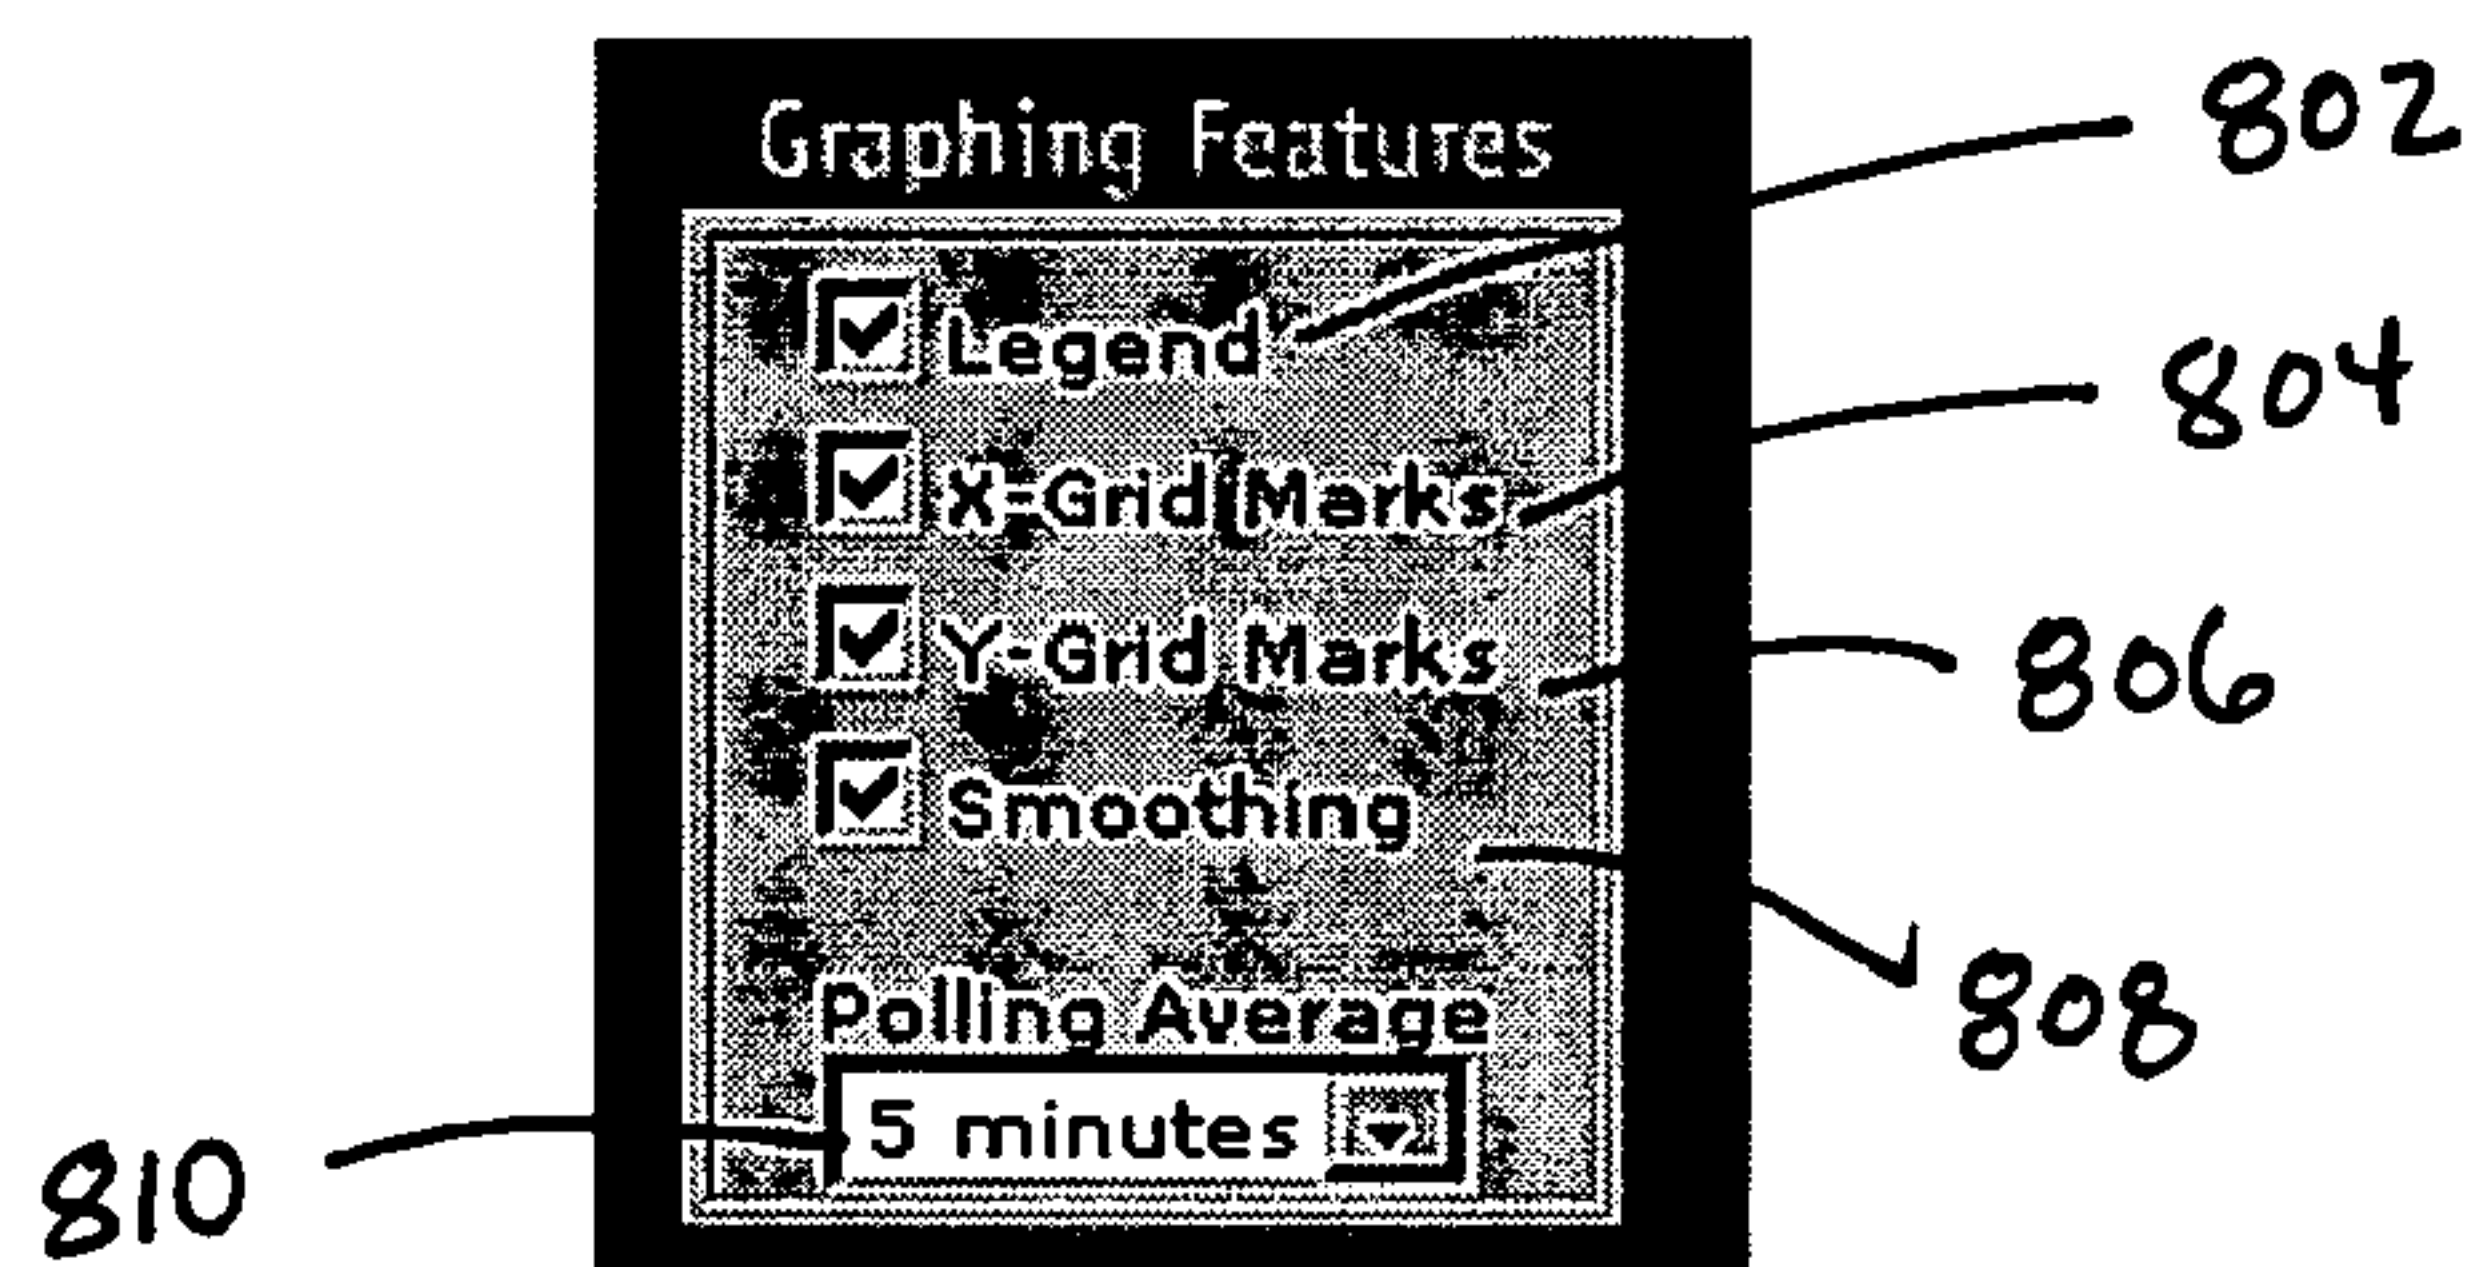 Graphing Features
802
Legend
804
X-Grid Marks
806
Y-Grid Marks
Smoothing
808
Polling Average
5 minutes
810